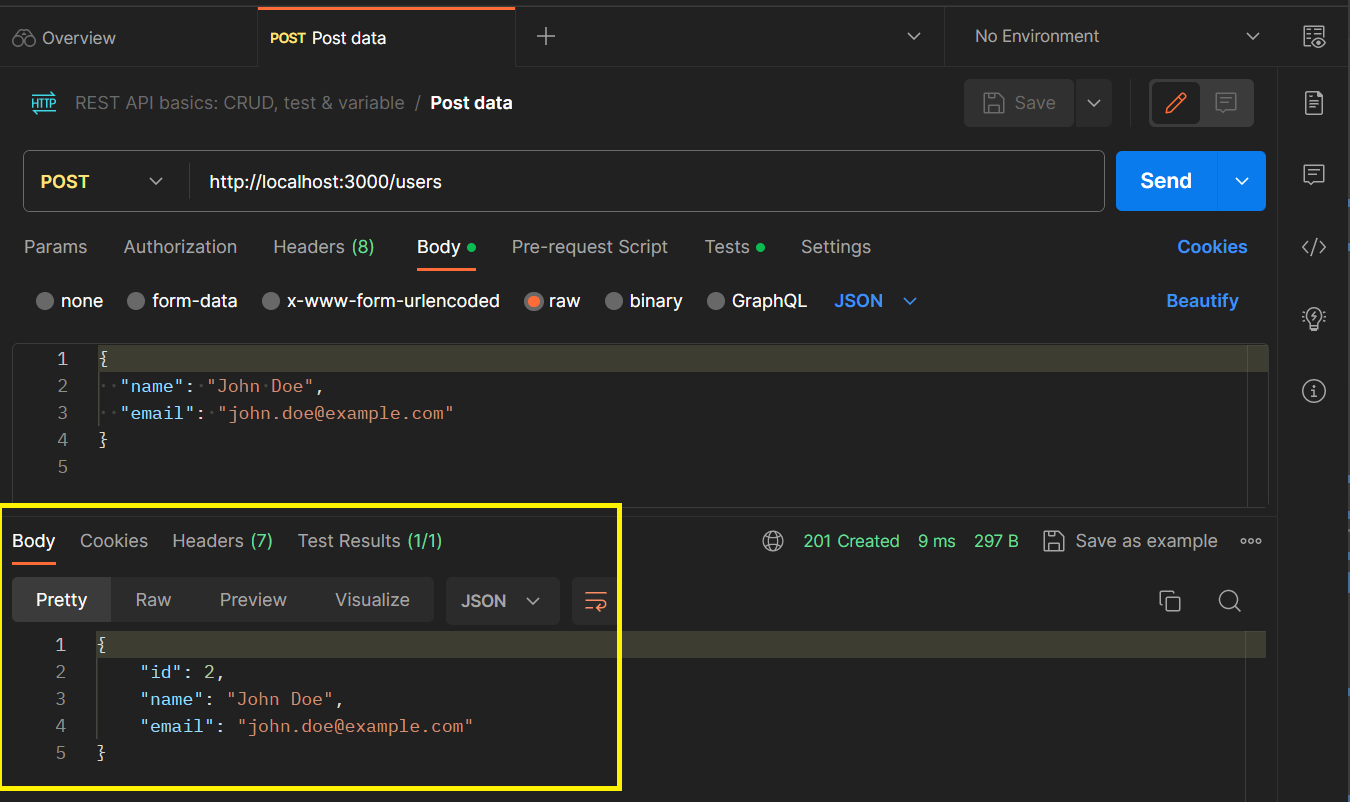 Overview
POST Post data
No Environment
HTTP REST API basics: CRUD, test & variable / Post data
Save
POST http://localhost:3000/users
Send
Params Authorization Headers (8) Body Pre-request Script Tests Settings Cookies
none form-data x-www-form-urlencoded raw binary GraphQL JSON Beautify
1 {
2 "name": "John Doe",
3 "email": "john.doe@example.com"
4 }
5
Body Cookies Headers (7) Test Results (1/1) 201 Created 9 ms 297 B Save as example
Pretty Raw Preview Visualize JSON
1 {
2 "id": 2,
3 "name": "John Doe",
4 "email": "john.doe@example.com"
5 }